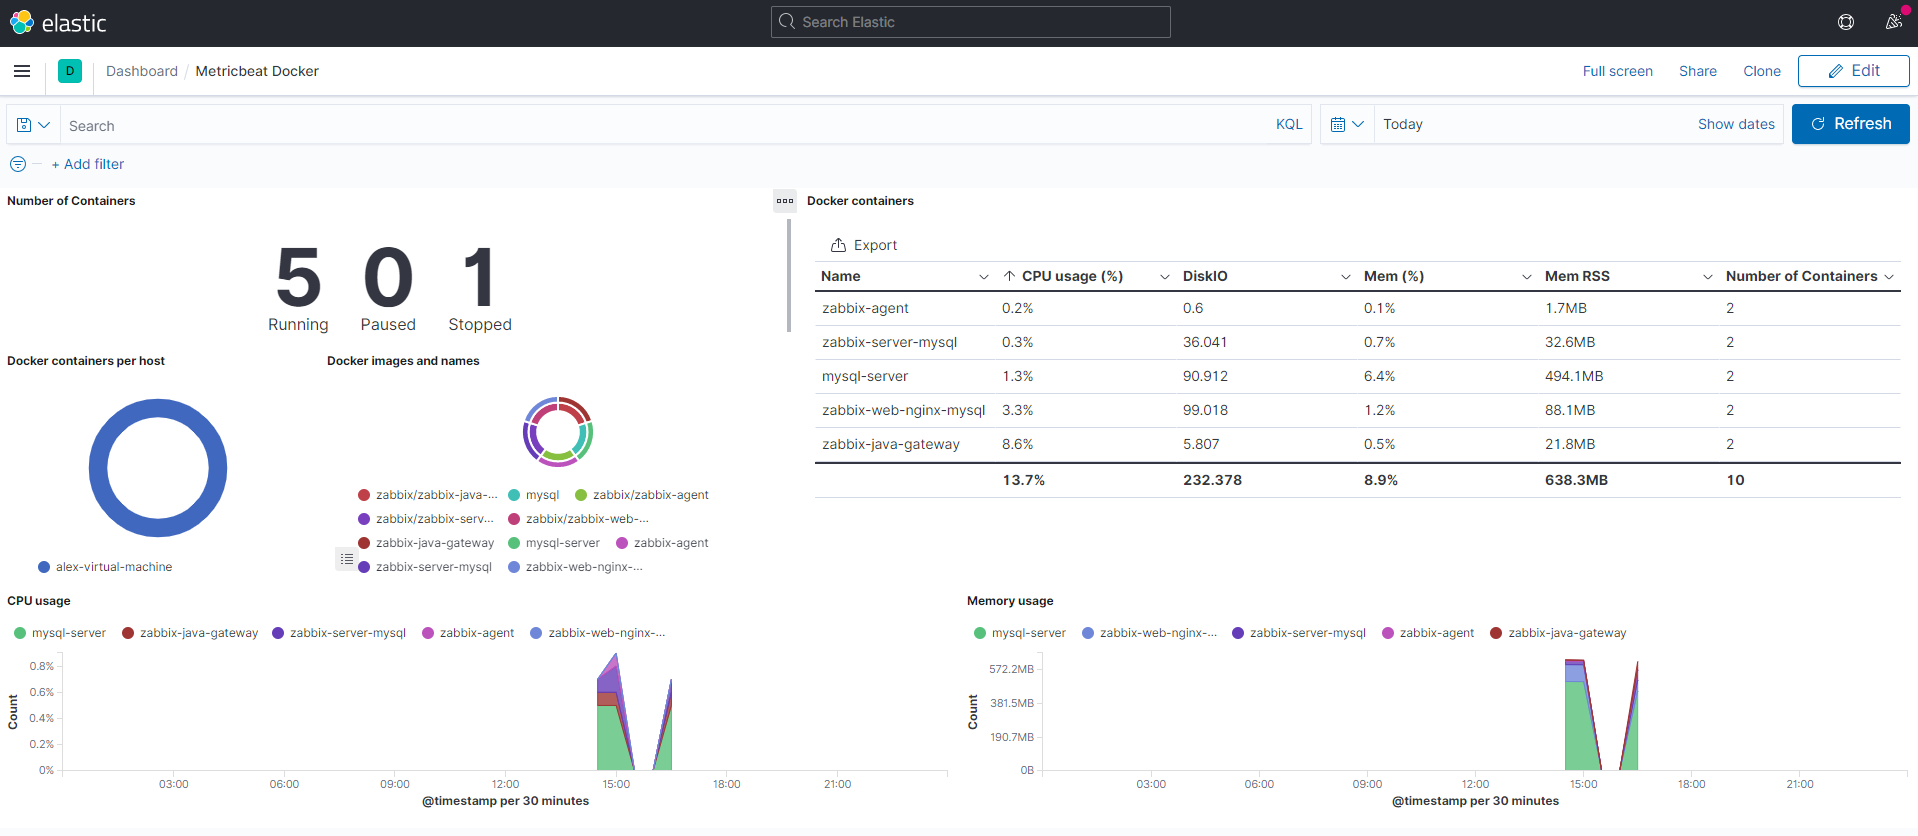 elastic
Search Elastic
D
Dashboard / Metricbeat Docker
Full screen
Share
Clone
Edit
Search
KQL
Today
Show dates
Refresh
+ Add filter
Number of Containers
5 0 1
Running Paused Stopped
Docker containers per host
alex-virtual-machine
Docker images and names
zabbix/zabbix-java-... mysql zabbix/zabbix-agent
zabbix/zabbix-serv... zabbix/zabbix-web-...
zabbix-java-gateway mysql-server zabbix-agent
zabbix-server-mysql zabbix-web-nginx-...
Docker containers
Export
Name CPU usage (%) DiskIO Mem (%) Mem RSS Number of Containers
zabbix-agent 0.2% 0.6 0.1% 1.7MB 2
zabbix-server-mysql 0.3% 36.041 0.7% 32.6MB 2
mysql-server 1.3% 90.912 6.4% 494.1MB 2
zabbix-web-nginx-mysql 3.3% 99.018 1.2% 88.1MB 2
zabbix-java-gateway 8.6% 5.807 0.5% 21.8MB 2
13.7% 232.378 8.9% 638.3MB 10
CPU usage
mysql-server zabbix-java-gateway zabbix-server-mysql zabbix-agent zabbix-web-nginx-...
Count
0.8%
0.6%
0.4%
0.2%
0%
03:00 06:00 09:00 12:00 15:00 18:00 21:00
@timestamp per 30 minutes
Memory usage
mysql-server zabbix-web-nginx-... zabbix-server-mysql zabbix-agent zabbix-java-gateway
Count
572.2MB
381.5MB
190.7MB
0B
03:00 06:00 09:00 12:00 15:00 18:00 21:00
@timestamp per 30 minutes